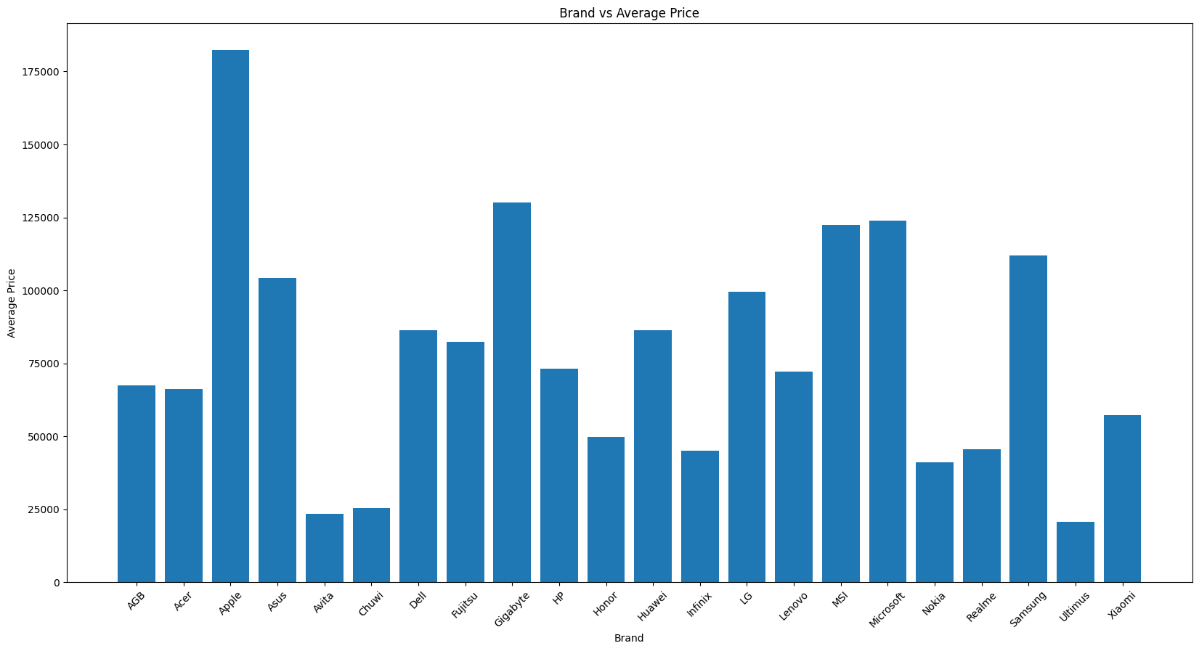 Brand vs Average Price
175000
150000
125000
100000
75000
50000
25000
0
Average Price
AGB
Acer
Apple
Asus
Avita
Chuwi
Dell
Fujitsu
Gigabyte
HP
Honor
Huawei
Infinix
LG
Lenovo
MSI
Microsoft
Nokia
Realme
Samsung
Ultimus
Xiaomi
Brand